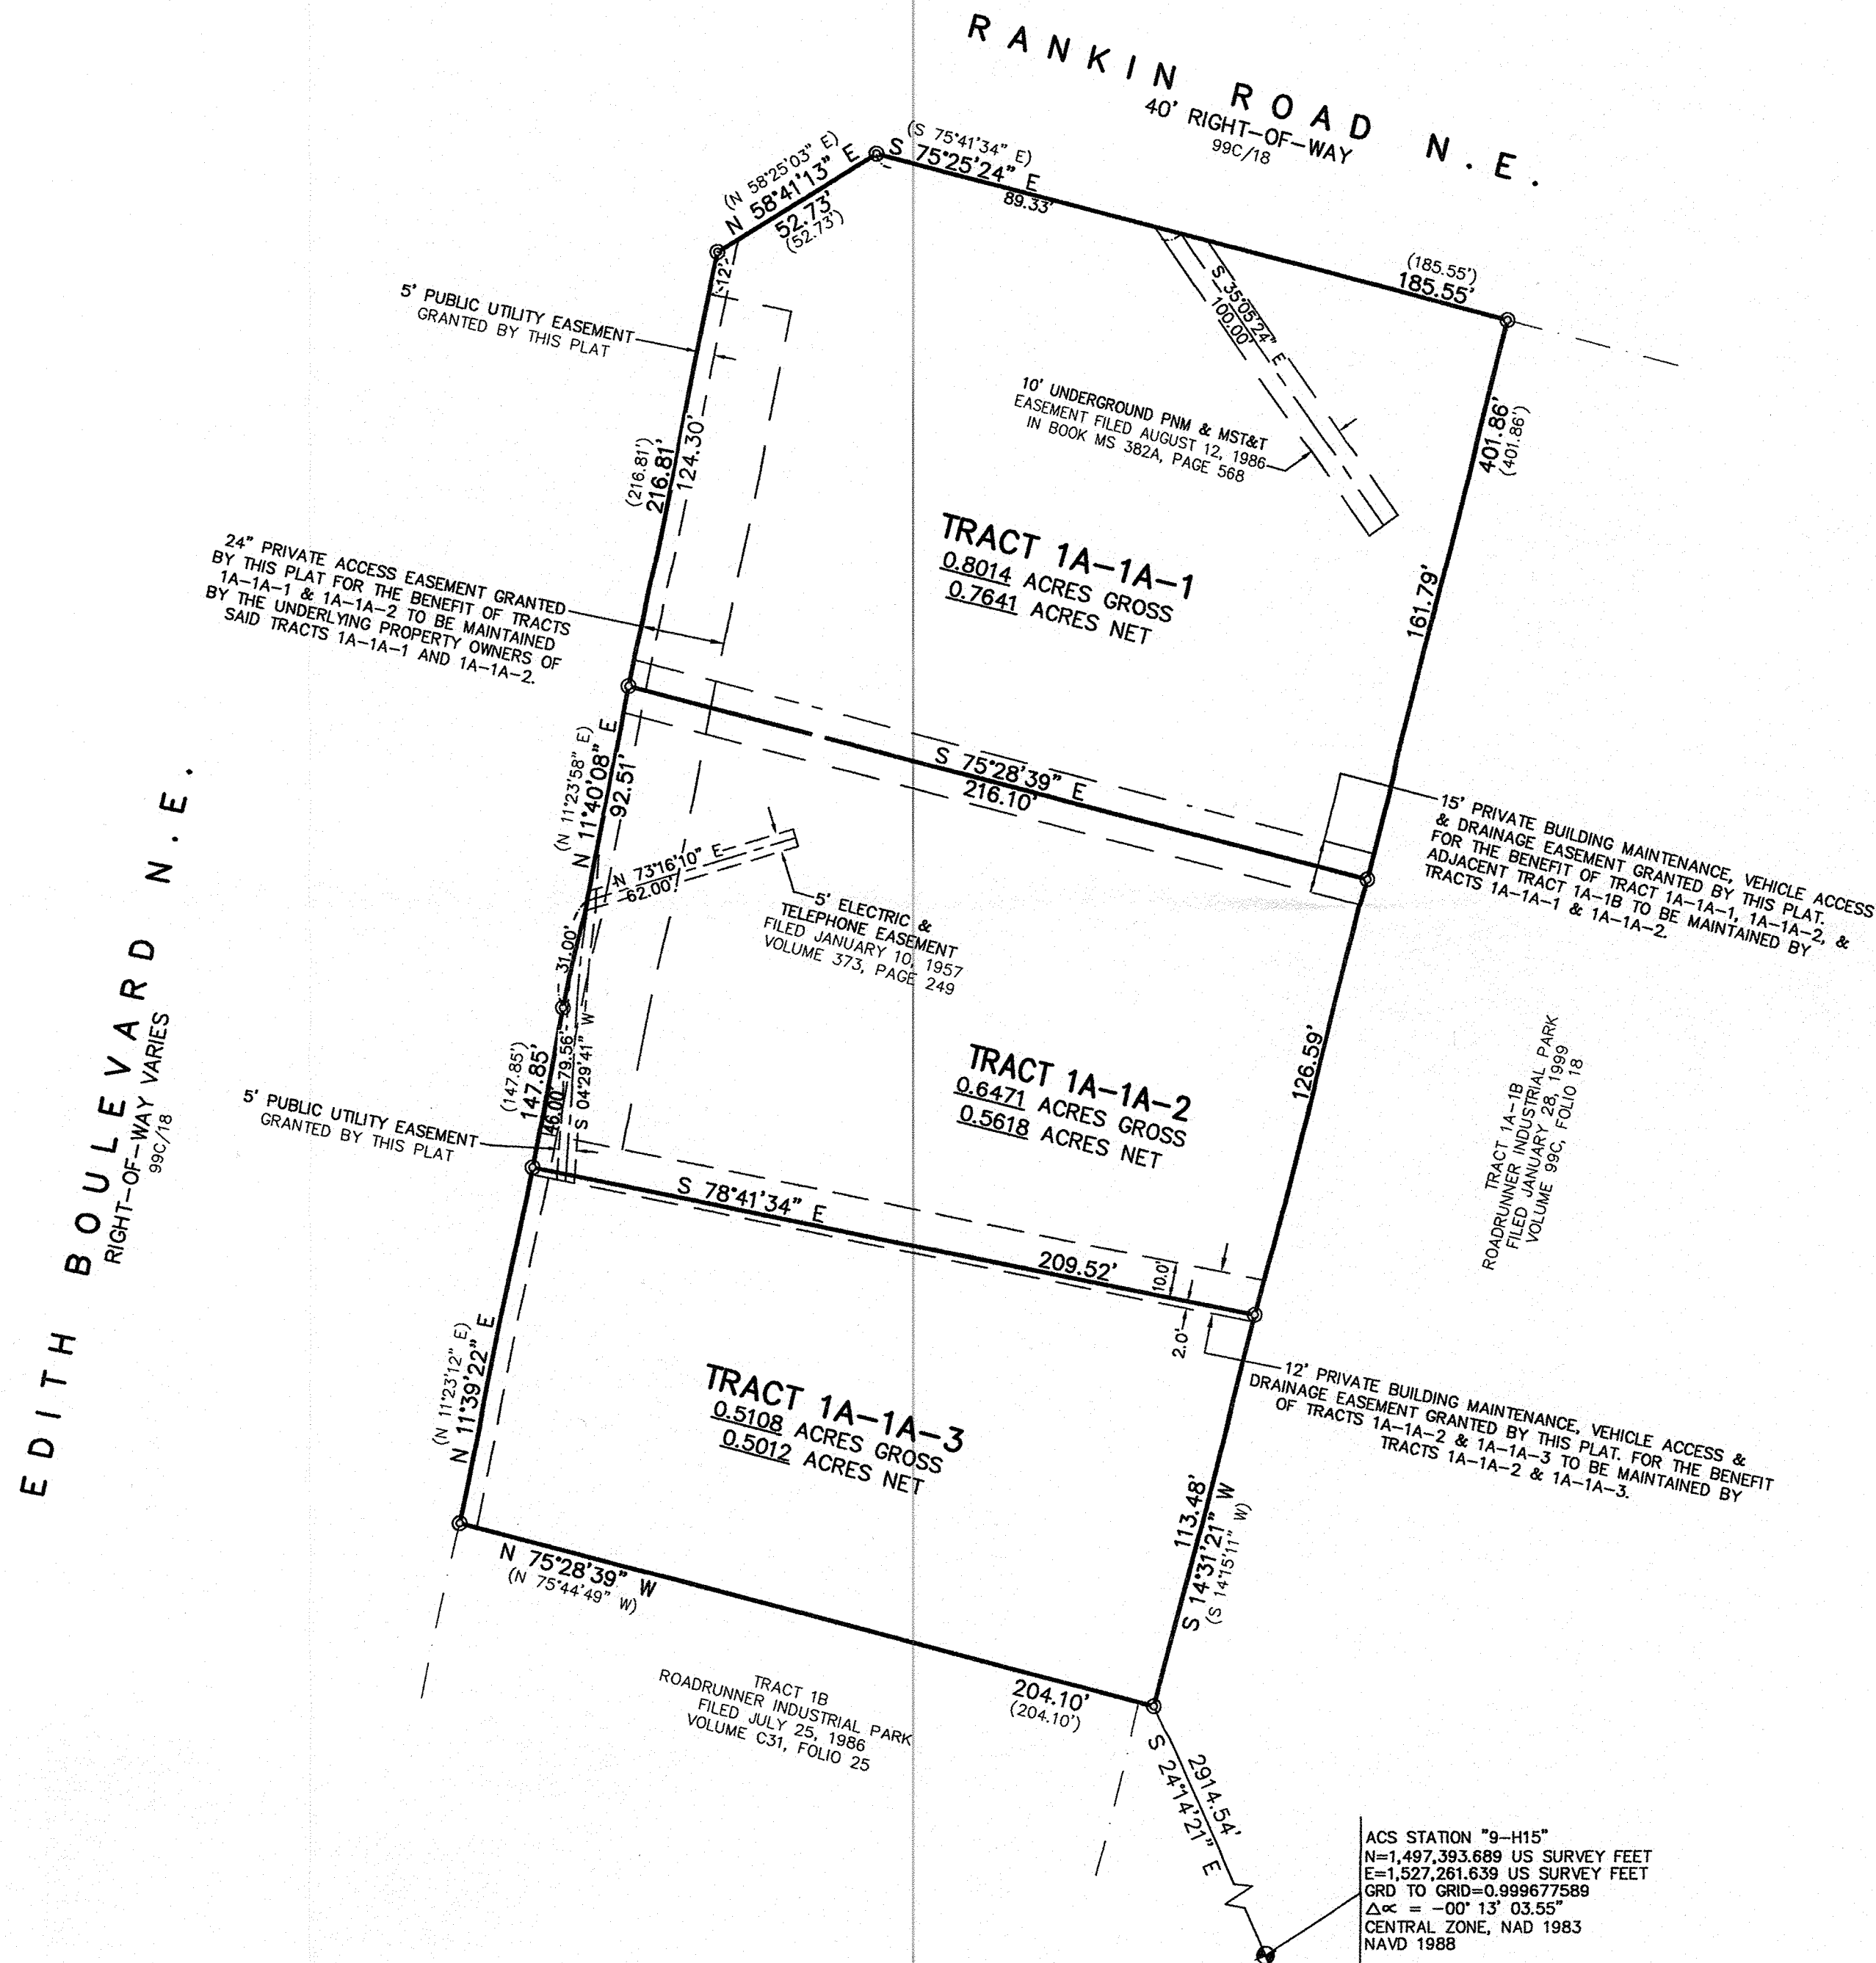 RANKIN ROAD N.E.
40' RIGHT-OF-WAY
99C/18
(N 58°25'03" E)
N 58°41'13" E
52.73'
(52.73')
(S 75°41'34" E)
S 75°25'24" E
89.33'
(185.55')
185.55'
12'
5' PUBLIC UTILITY EASEMENT
GRANTED BY THIS PLAT
S 35°05'24" E
100.00'
10' UNDERGROUND PNM & MST&T
EASEMENT FILED AUGUST 12, 1986
IN BOOK MS 382A, PAGE 568
401.86'
(401.86')
(216.81')
216.81'
124.30'
TRACT 1A-1A-1
0.8014 ACRES GROSS
0.7641 ACRES NET
161.79'
24" PRIVATE ACCESS EASEMENT GRANTED
BY THIS PLAT FOR THE BENEFIT OF TRACTS
1A-1A-1 & 1A-1A-2 TO BE MAINTAINED
BY THE UNDERLYING PROPERTY OWNERS OF
SAID TRACTS 1A-1A-1 AND 1A-1A-2.
S 75°28'39" E
216.10'
(N 11°23'58" E)
N 11°40'08" E
92.51'
15' PRIVATE BUILDING MAINTENANCE, VEHICLE ACCESS
& DRAINAGE EASEMENT GRANTED BY THIS PLAT.
FOR THE BENEFIT OF TRACT 1A-1A-1, 1A-1A-2, &
ADJACENT TRACT 1A-1B TO BE MAINTAINED BY
TRACTS 1A-1A-1 & 1A-1A-2.
N 73°16'10" E
62.00'
5' ELECTRIC &
TELEPHONE EASEMENT
FILED JANUARY 10, 1957
VOLUME 373, PAGE 249
31.00'
EDITH BOULEVARD N.E.
RIGHT-OF-WAY VARIES
99C/18
(147.85')
147.85'
46.00'
79.56'
S 04°29'41" W
5' PUBLIC UTILITY EASEMENT
GRANTED BY THIS PLAT
TRACT 1A-1A-2
0.6471 ACRES GROSS
0.5618 ACRES NET
126.59'
TRACT 1A-1B
ROADRUNNER INDUSTRIAL PARK
FILED JANUARY 28, 1999
VOLUME 99C, FOLIO 18
S 78°41'34" E
209.52'
10.0'
2.0'
12' PRIVATE BUILDING MAINTENANCE, VEHICLE ACCESS &
DRAINAGE EASEMENT GRANTED BY THIS PLAT. FOR THE BENEFIT
OF TRACTS 1A-1A-2 & 1A-1A-3 TO BE MAINTAINED BY
TRACTS 1A-1A-2 & 1A-1A-3.
(N 11°23'12" E)
N 11°39'22" E
TRACT 1A-1A-3
0.5108 ACRES GROSS
0.5012 ACRES NET
113.48'
S 14°31'21" W
(S 14°15'11" W)
N 75°28'39" W
(N 75°44'49" W)
204.10'
(204.10')
TRACT 1B
ROADRUNNER INDUSTRIAL PARK
FILED JULY 25, 1986
VOLUME C31, FOLIO 25
2914.54'
S 24°14'21" E
ACS STATION "9-H15"
N=1,497,393.689 US SURVEY FEET
E=1,527,261.639 US SURVEY FEET
GRD TO GRID=0.999677589
Δ∝ = -00° 13' 03.55"
CENTRAL ZONE, NAD 1983
NAVD 1988